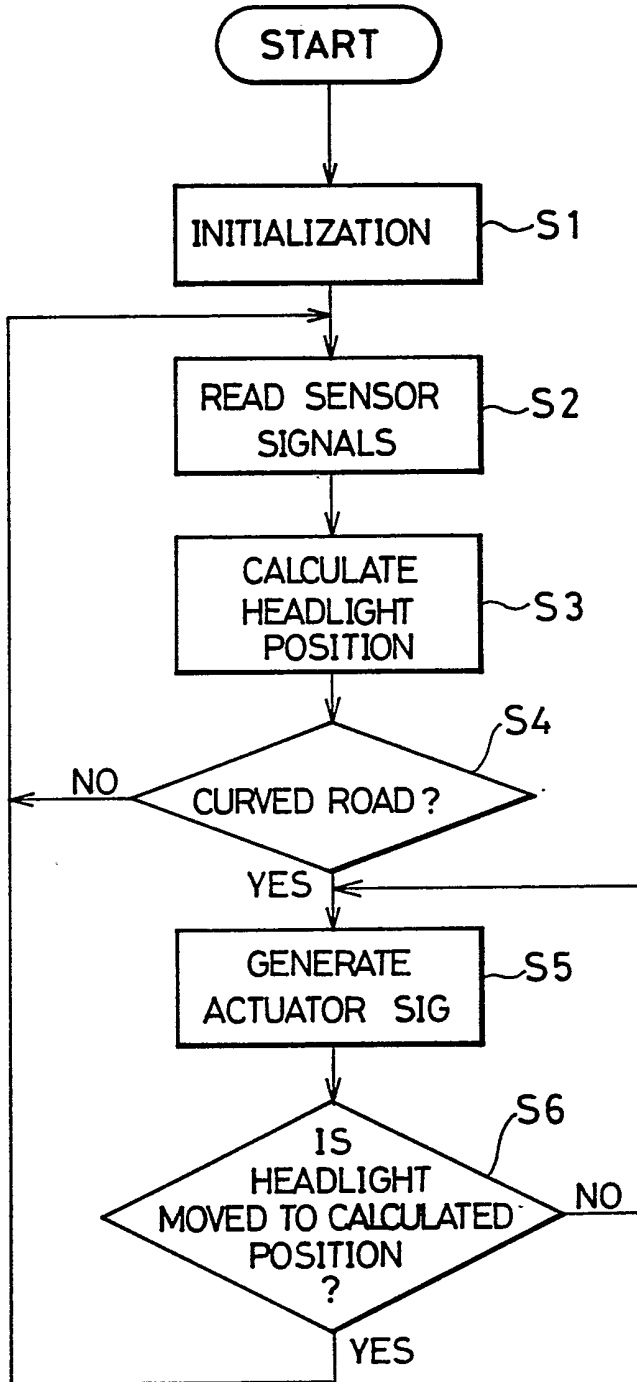 START
INITIALIZATION
S1
READ SENSOR
SIGNALS
S2
CALCULATE
HEADLIGHT
POSITION
S3
S4
NO
CURVED ROAD?
YES
GENERATE
ACTUATOR SIG
S5
S6
IS
HEADLIGHT
MOVED TO CALCULATED
POSITION
?
NO
YES